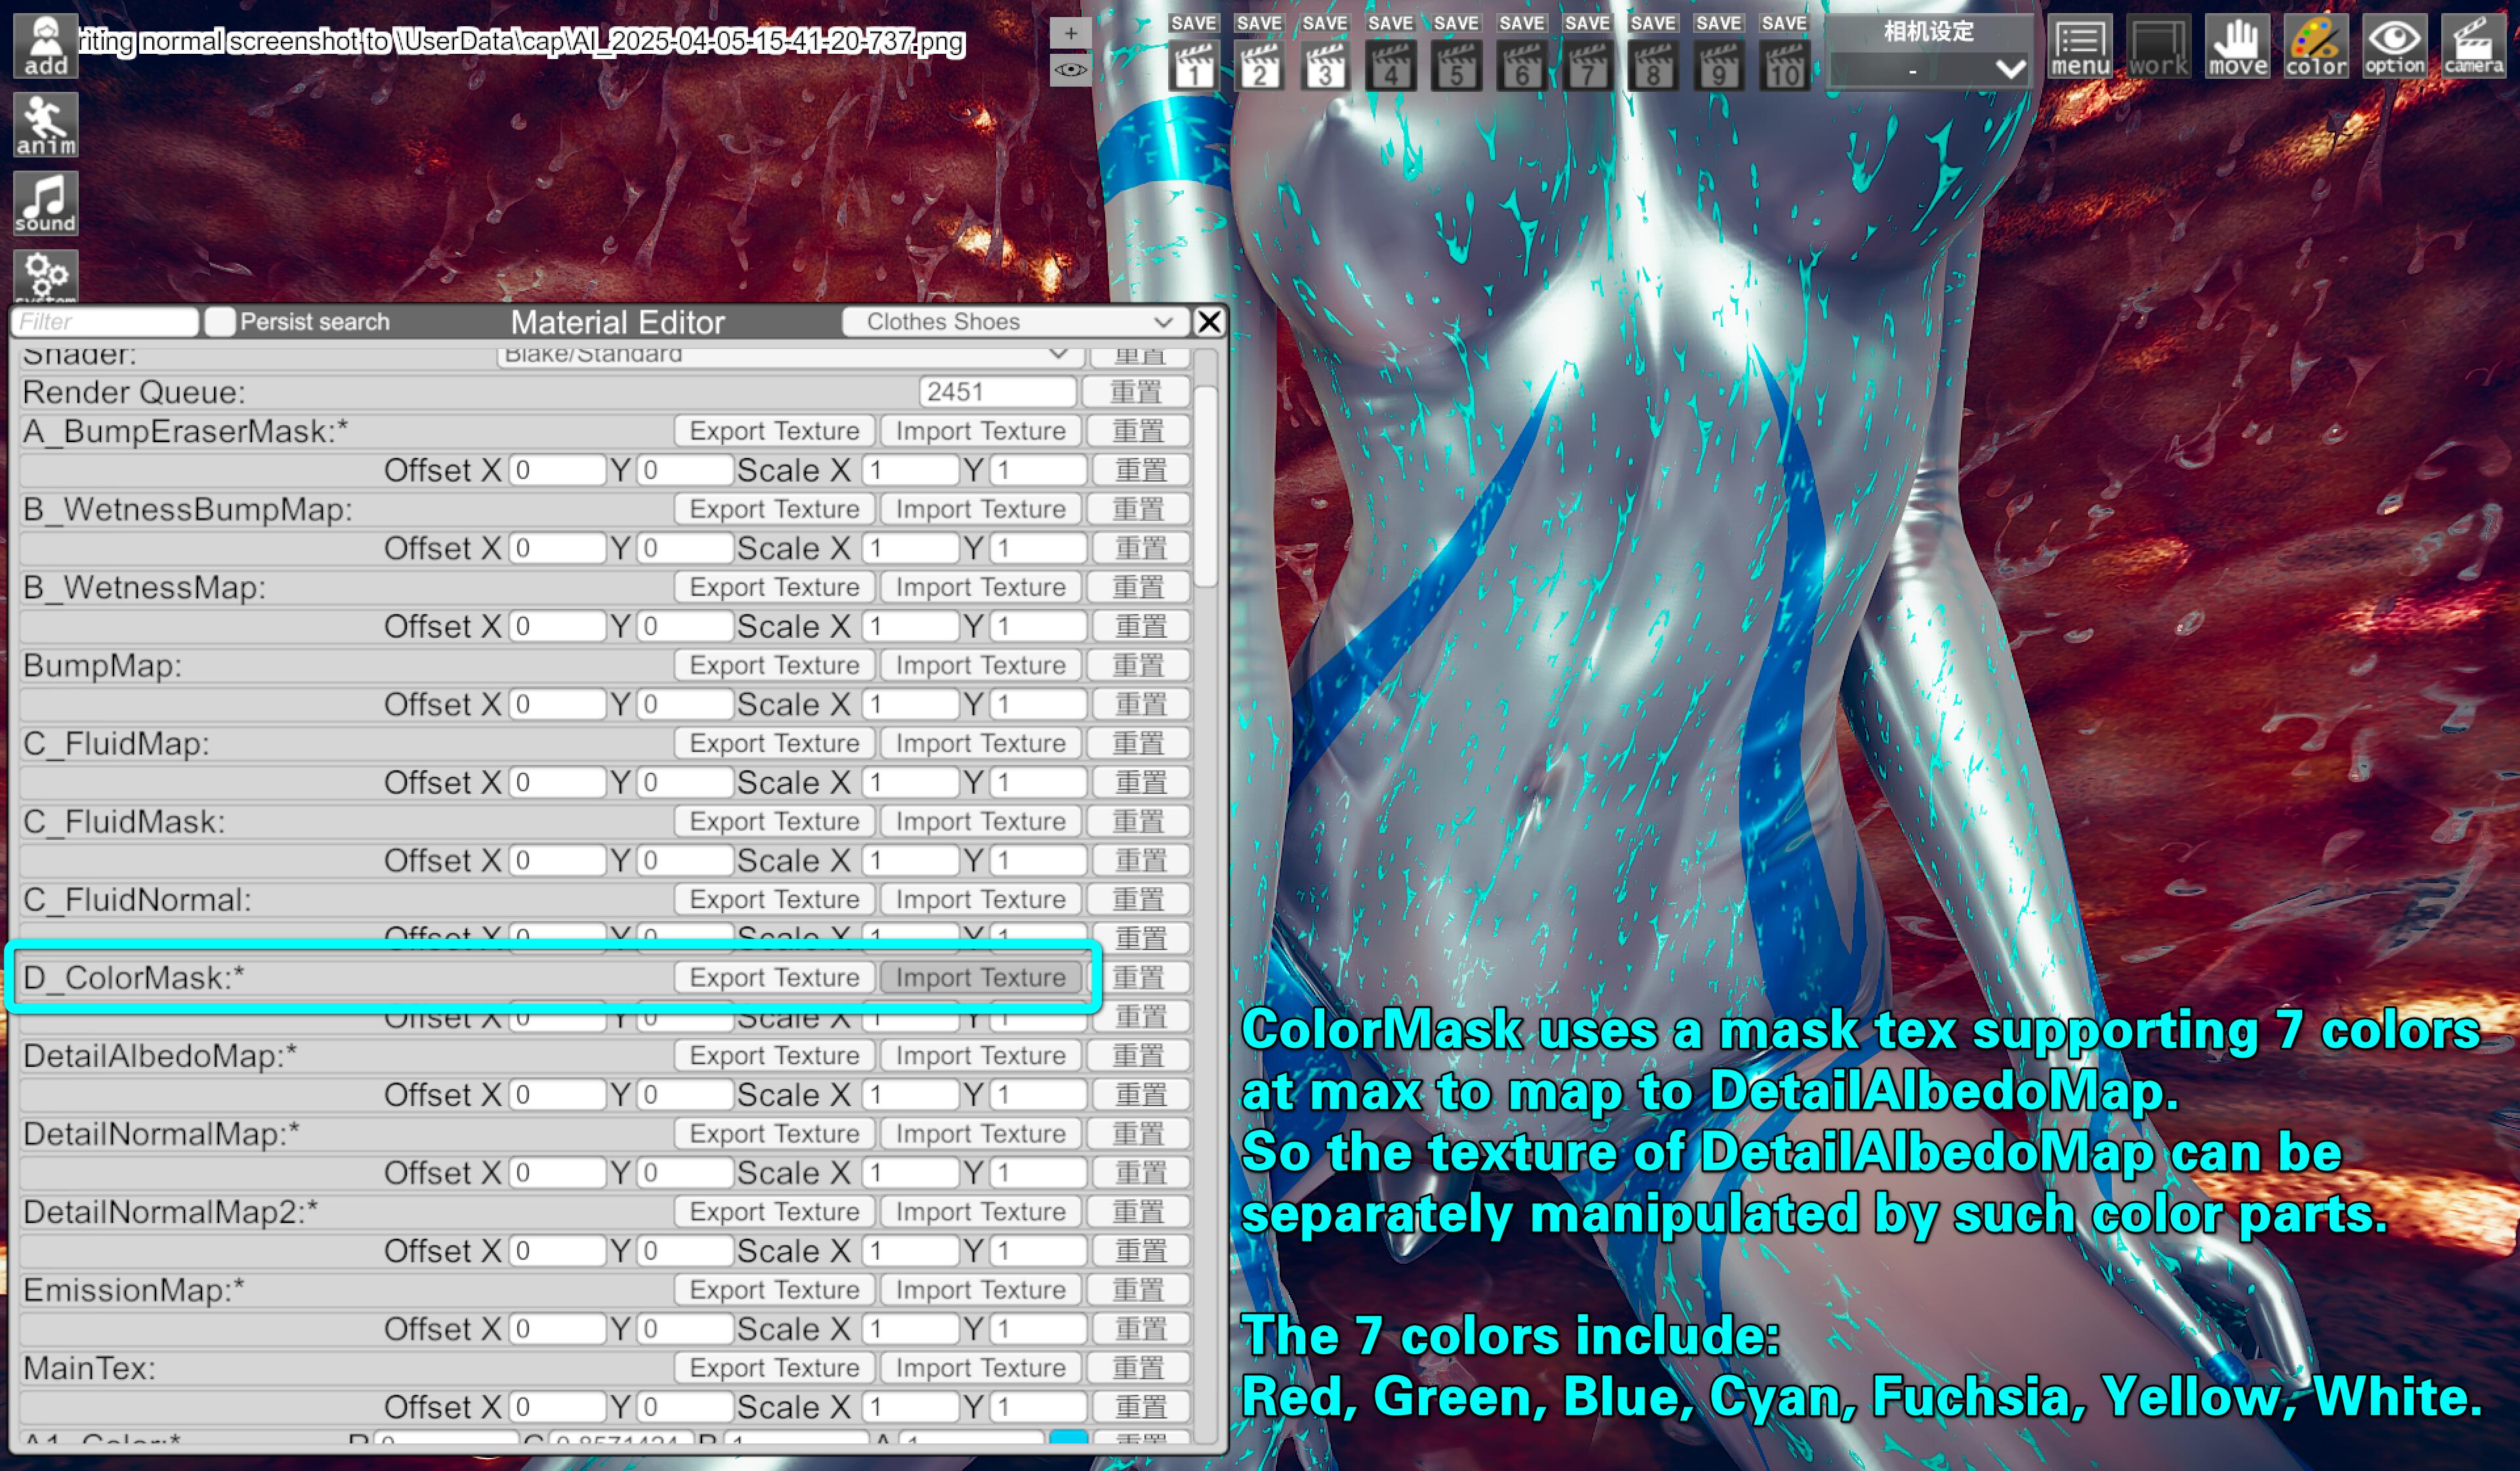 riting normal screenshot to \UserData\cap\AI_2025-04-05-15-41-20-737.png
+
SAVE SAVE SAVE SAVE SAVE SAVE SAVE SAVE SAVE SAVE
1 2 3 4 5 6 7 8 9 10
相机设定
-
menu work move color option camera
add
anim
sound
system
Filter Persist search Material Editor Clothes Shoes X
Shader: Blake/Standard 重置
Render Queue: 2451 重置
A_BumpEraserMask:* Export Texture Import Texture 重置
Offset X 0 Y 0 Scale X 1 Y 1 重置
B_WetnessBumpMap: Export Texture Import Texture 重置
Offset X 0 Y 0 Scale X 1 Y 1 重置
B_WetnessMap: Export Texture Import Texture 重置
Offset X 0 Y 0 Scale X 1 Y 1 重置
BumpMap: Export Texture Import Texture 重置
Offset X 0 Y 0 Scale X 1 Y 1 重置
C_FluidMap: Export Texture Import Texture 重置
Offset X 0 Y 0 Scale X 1 Y 1 重置
C_FluidMask: Export Texture Import Texture 重置
Offset X 0 Y 0 Scale X 1 Y 1 重置
C_FluidNormal: Export Texture Import Texture 重置
Offset X 0 Y 0 Scale X 1 Y 1 重置
D_ColorMask:* Export Texture Import Texture 重置
Offset X 0 Y 0 Scale X 1 Y 1 重置
DetailAlbedoMap:* Export Texture Import Texture 重置
Offset X 0 Y 0 Scale X 1 Y 1 重置
DetailNormalMap:* Export Texture Import Texture 重置
Offset X 0 Y 0 Scale X 1 Y 1 重置
DetailNormalMap2:* Export Texture Import Texture 重置
Offset X 0 Y 0 Scale X 1 Y 1 重置
EmissionMap:* Export Texture Import Texture 重置
Offset X 0 Y 0 Scale X 1 Y 1 重置
MainTex: Export Texture Import Texture 重置
Offset X 0 Y 0 Scale X 1 Y 1 重置
A1_Color:* R 0 G 0.8571424 B 1 A 1 重置
ColorMask uses a mask tex supporting 7 colors
at max to map to DetailAlbedoMap.
So the texture of DetailAlbedoMap can be
separately manipulated by such color parts.
The 7 colors include:
Red, Green, Blue, Cyan, Fuchsia, Yellow, White.